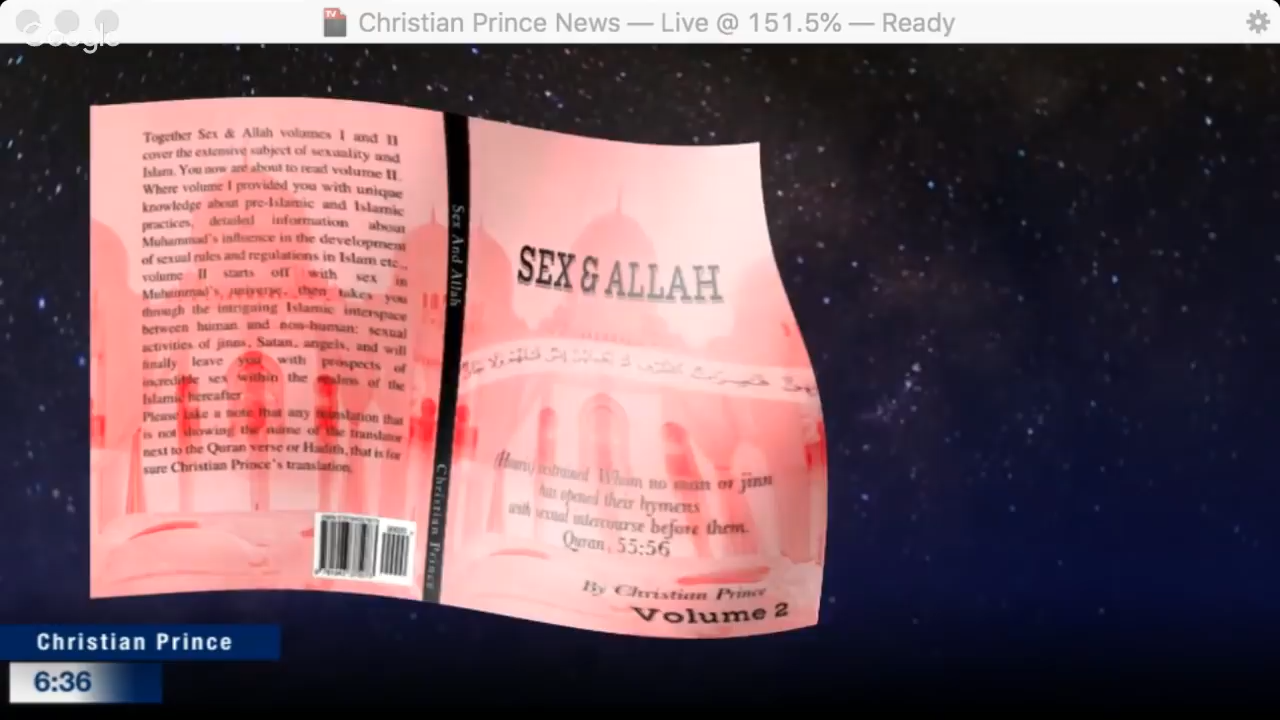 Christian Prince News — Live @ 151.5% — Ready
Google
Together Sex & Allah volumes I and II
cover the extensive subject of sexuality and
Islam. You now are about to read volume II.
Where volume I provided you with unique
knowledge about pre-Islamic and Islamic
practices, detailed information about
Muhammad's influence in the development
of sexual rules and regulations in Islam etc..,
volume II starts off with sex in
Muhammad's universe, then takes you
through the intriguing Islamic interspace
between human and non-human: sexual
activities of jinns, Satan, angels, and will
finally leave you with prospects of
incredible sex within the realms of the
Islamic hereafter
Please take a note that any translation that
is not showing the name of the translator
next to the Quran verse or Hadith, that is for
sure Christian Prince's translation.
Sex And Allah
Christian Prince
SEX & ALLAH
restrained Whom no man or jinn
has opened their hymens
with sexual intercourse before them.
Quran, 55:56
By Christian Prince
Volume 2
Christian Prince
6:36